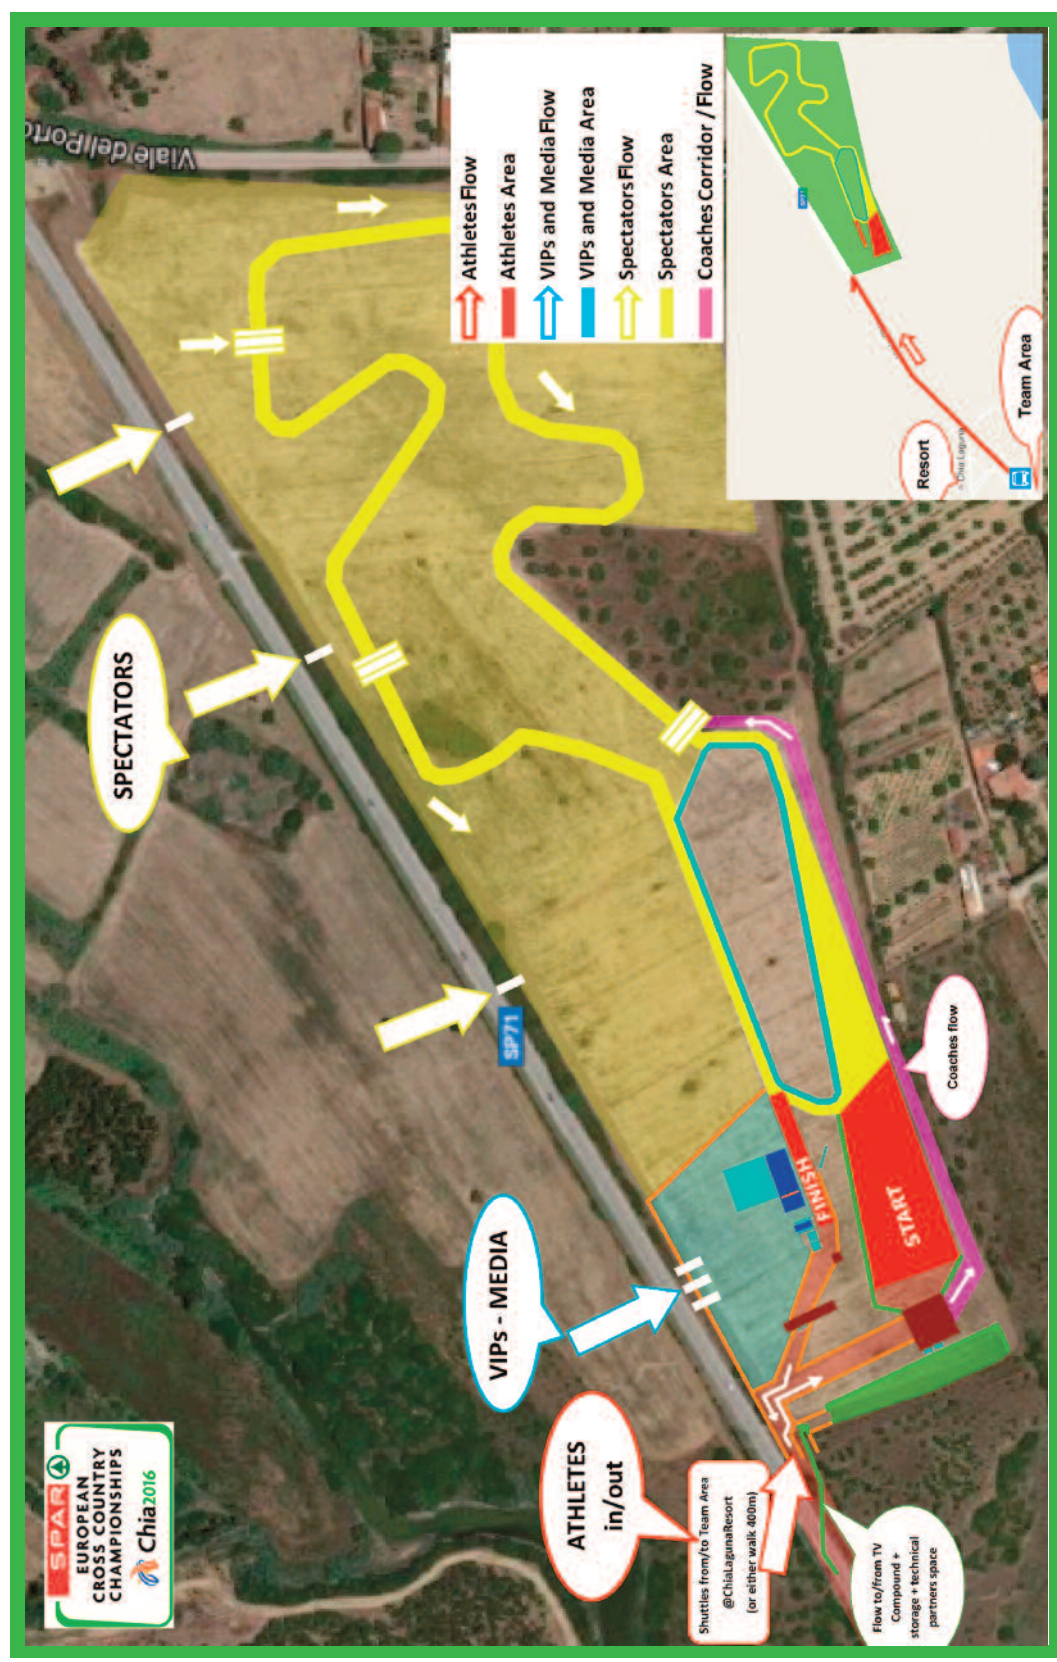 SPAR
EUROPEAN
CROSS COUNTRY
CHAMPIONSHIPS
Chia2016
SPECTATORS
VIPs - MEDIA
ATHLETES
in/out
Shuttles from/to Team Area
@ChiaLagunaResort
(or either walk 400m)
Flow to/from TV
Compound +
storage + technical
partners space
Coaches flow
START
FINISH
SP71
Viale del Porto
Athletes Flow
Athletes Area
VIPs and Media Flow
VIPs and Media Area
Spectators Flow
Spectators Area
Coaches Corridor / Flow
SP71
Resort
Chia Laguna
Team Area